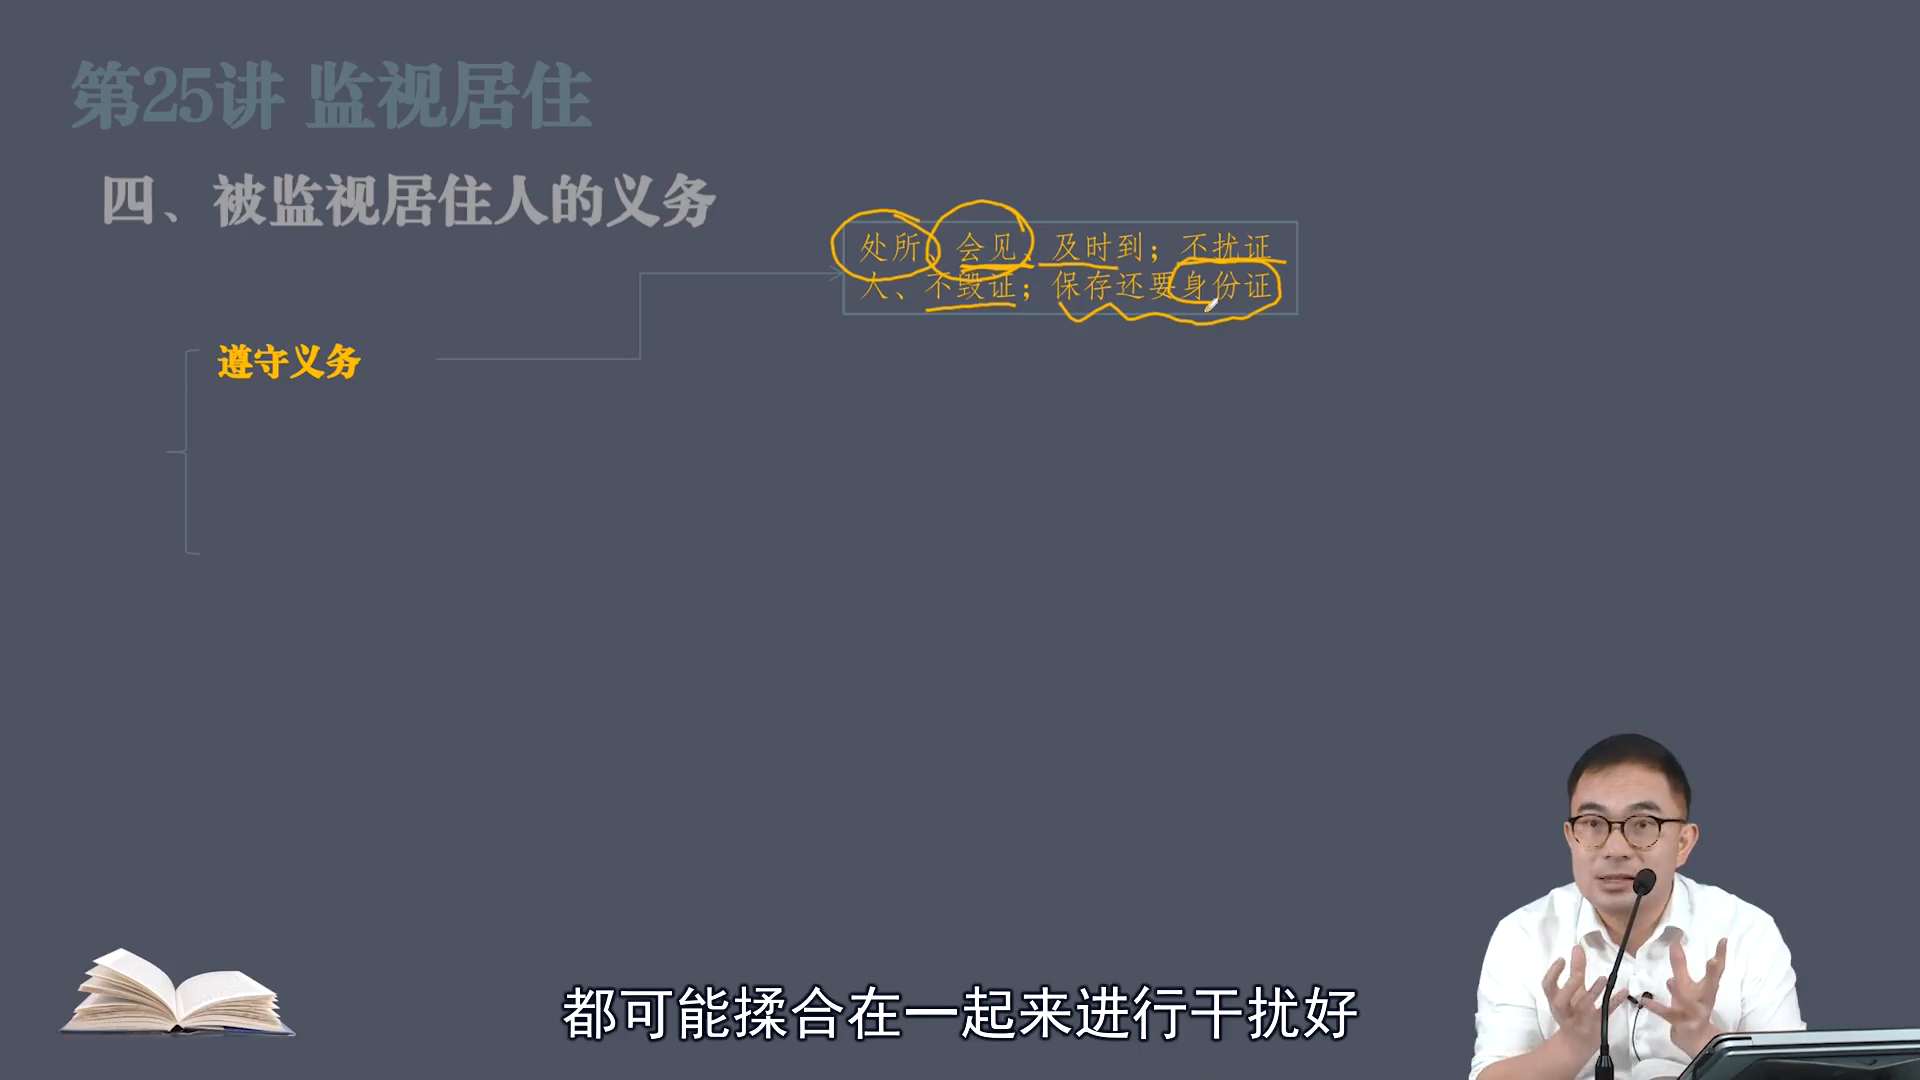 第25讲 监视居住
四、被监视居住人的义务
处所、会见、及时到；不扰证
人、不毁证；保存还要身份证
遵守义务
都可能揉合在一起来进行干扰好